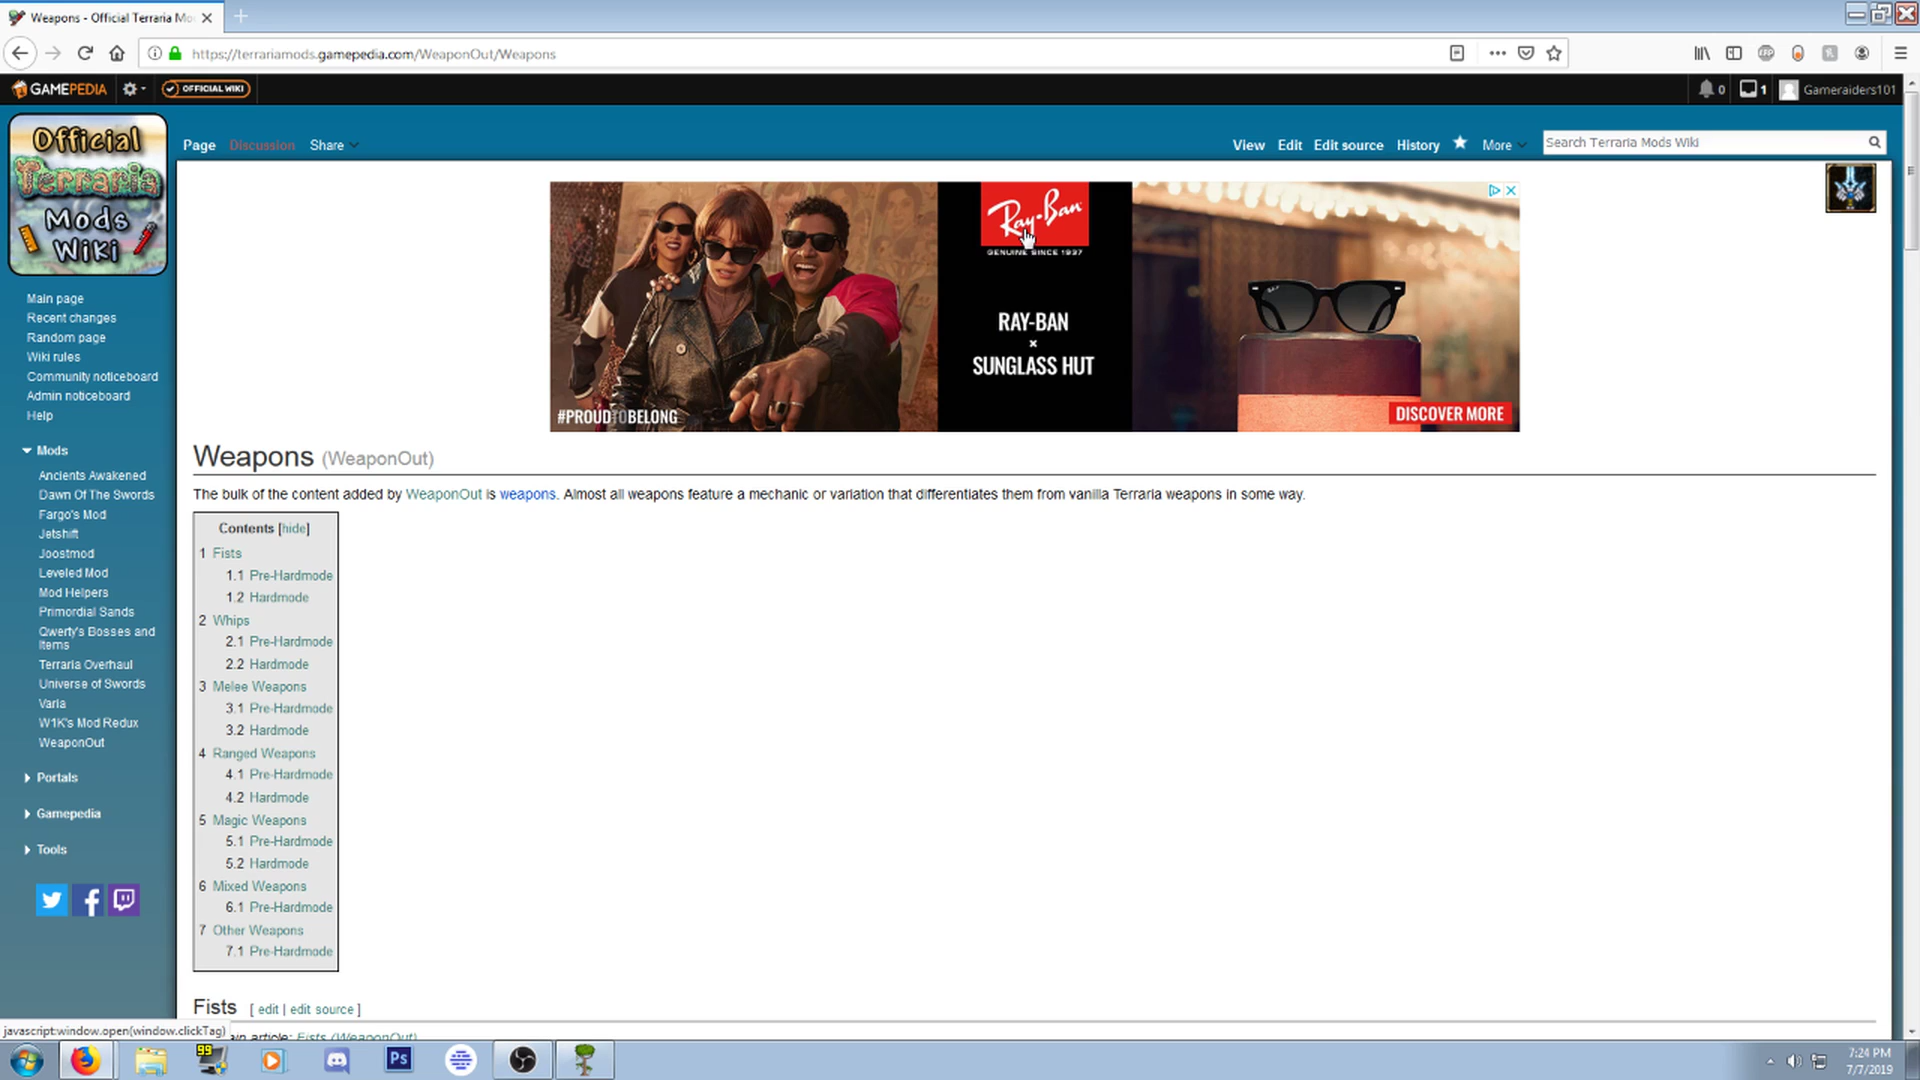 Weapons - Official Terraria Mo
https://terrariamods.gamepedia.com/WeaponOut/Weapons
GAMEPEDIA
OFFICIAL WIKI
0
1
Gameraiders101
Official
Terraria
Mods
Wiki
Page Discussion Share
View Edit Edit source History More
Search Terraria Mods Wiki
Main page
Recent changes
Random page
Wiki rules
Community noticeboard
Admin noticeboard
Help
Mods
Ancients Awakened
Dawn Of The Swords
Fargo's Mod
Jetshift
Joostmod
Leveled Mod
Mod Helpers
Primordial Sands
Qwerty's Bosses and
Items
Terraria Overhaul
Universe of Swords
Varia
W1K's Mod Redux
WeaponOut
Portals
Gamepedia
Tools
Ray-Ban
GENUINE SINCE 1937
RAY-BAN
×
SUNGLASS HUT
#PROUDTOBELONG
DISCOVER MORE
Weapons (WeaponOut)
The bulk of the content added by WeaponOut is weapons. Almost all weapons feature a mechanic or variation that differentiates them from vanilla Terraria weapons in some way.
Contents [hide]
1 Fists
1.1 Pre-Hardmode
1.2 Hardmode
2 Whips
2.1 Pre-Hardmode
2.2 Hardmode
3 Melee Weapons
3.1 Pre-Hardmode
3.2 Hardmode
4 Ranged Weapons
4.1 Pre-Hardmode
4.2 Hardmode
5 Magic Weapons
5.1 Pre-Hardmode
5.2 Hardmode
6 Mixed Weapons
6.1 Pre-Hardmode
7 Other Weapons
7.1 Pre-Hardmode
Fists [ edit | edit source ]
ain article: Fists (WeaponOut)
javascript:window.open(window.clickTag)
99
Ps
7:24 PM
7/7/2019